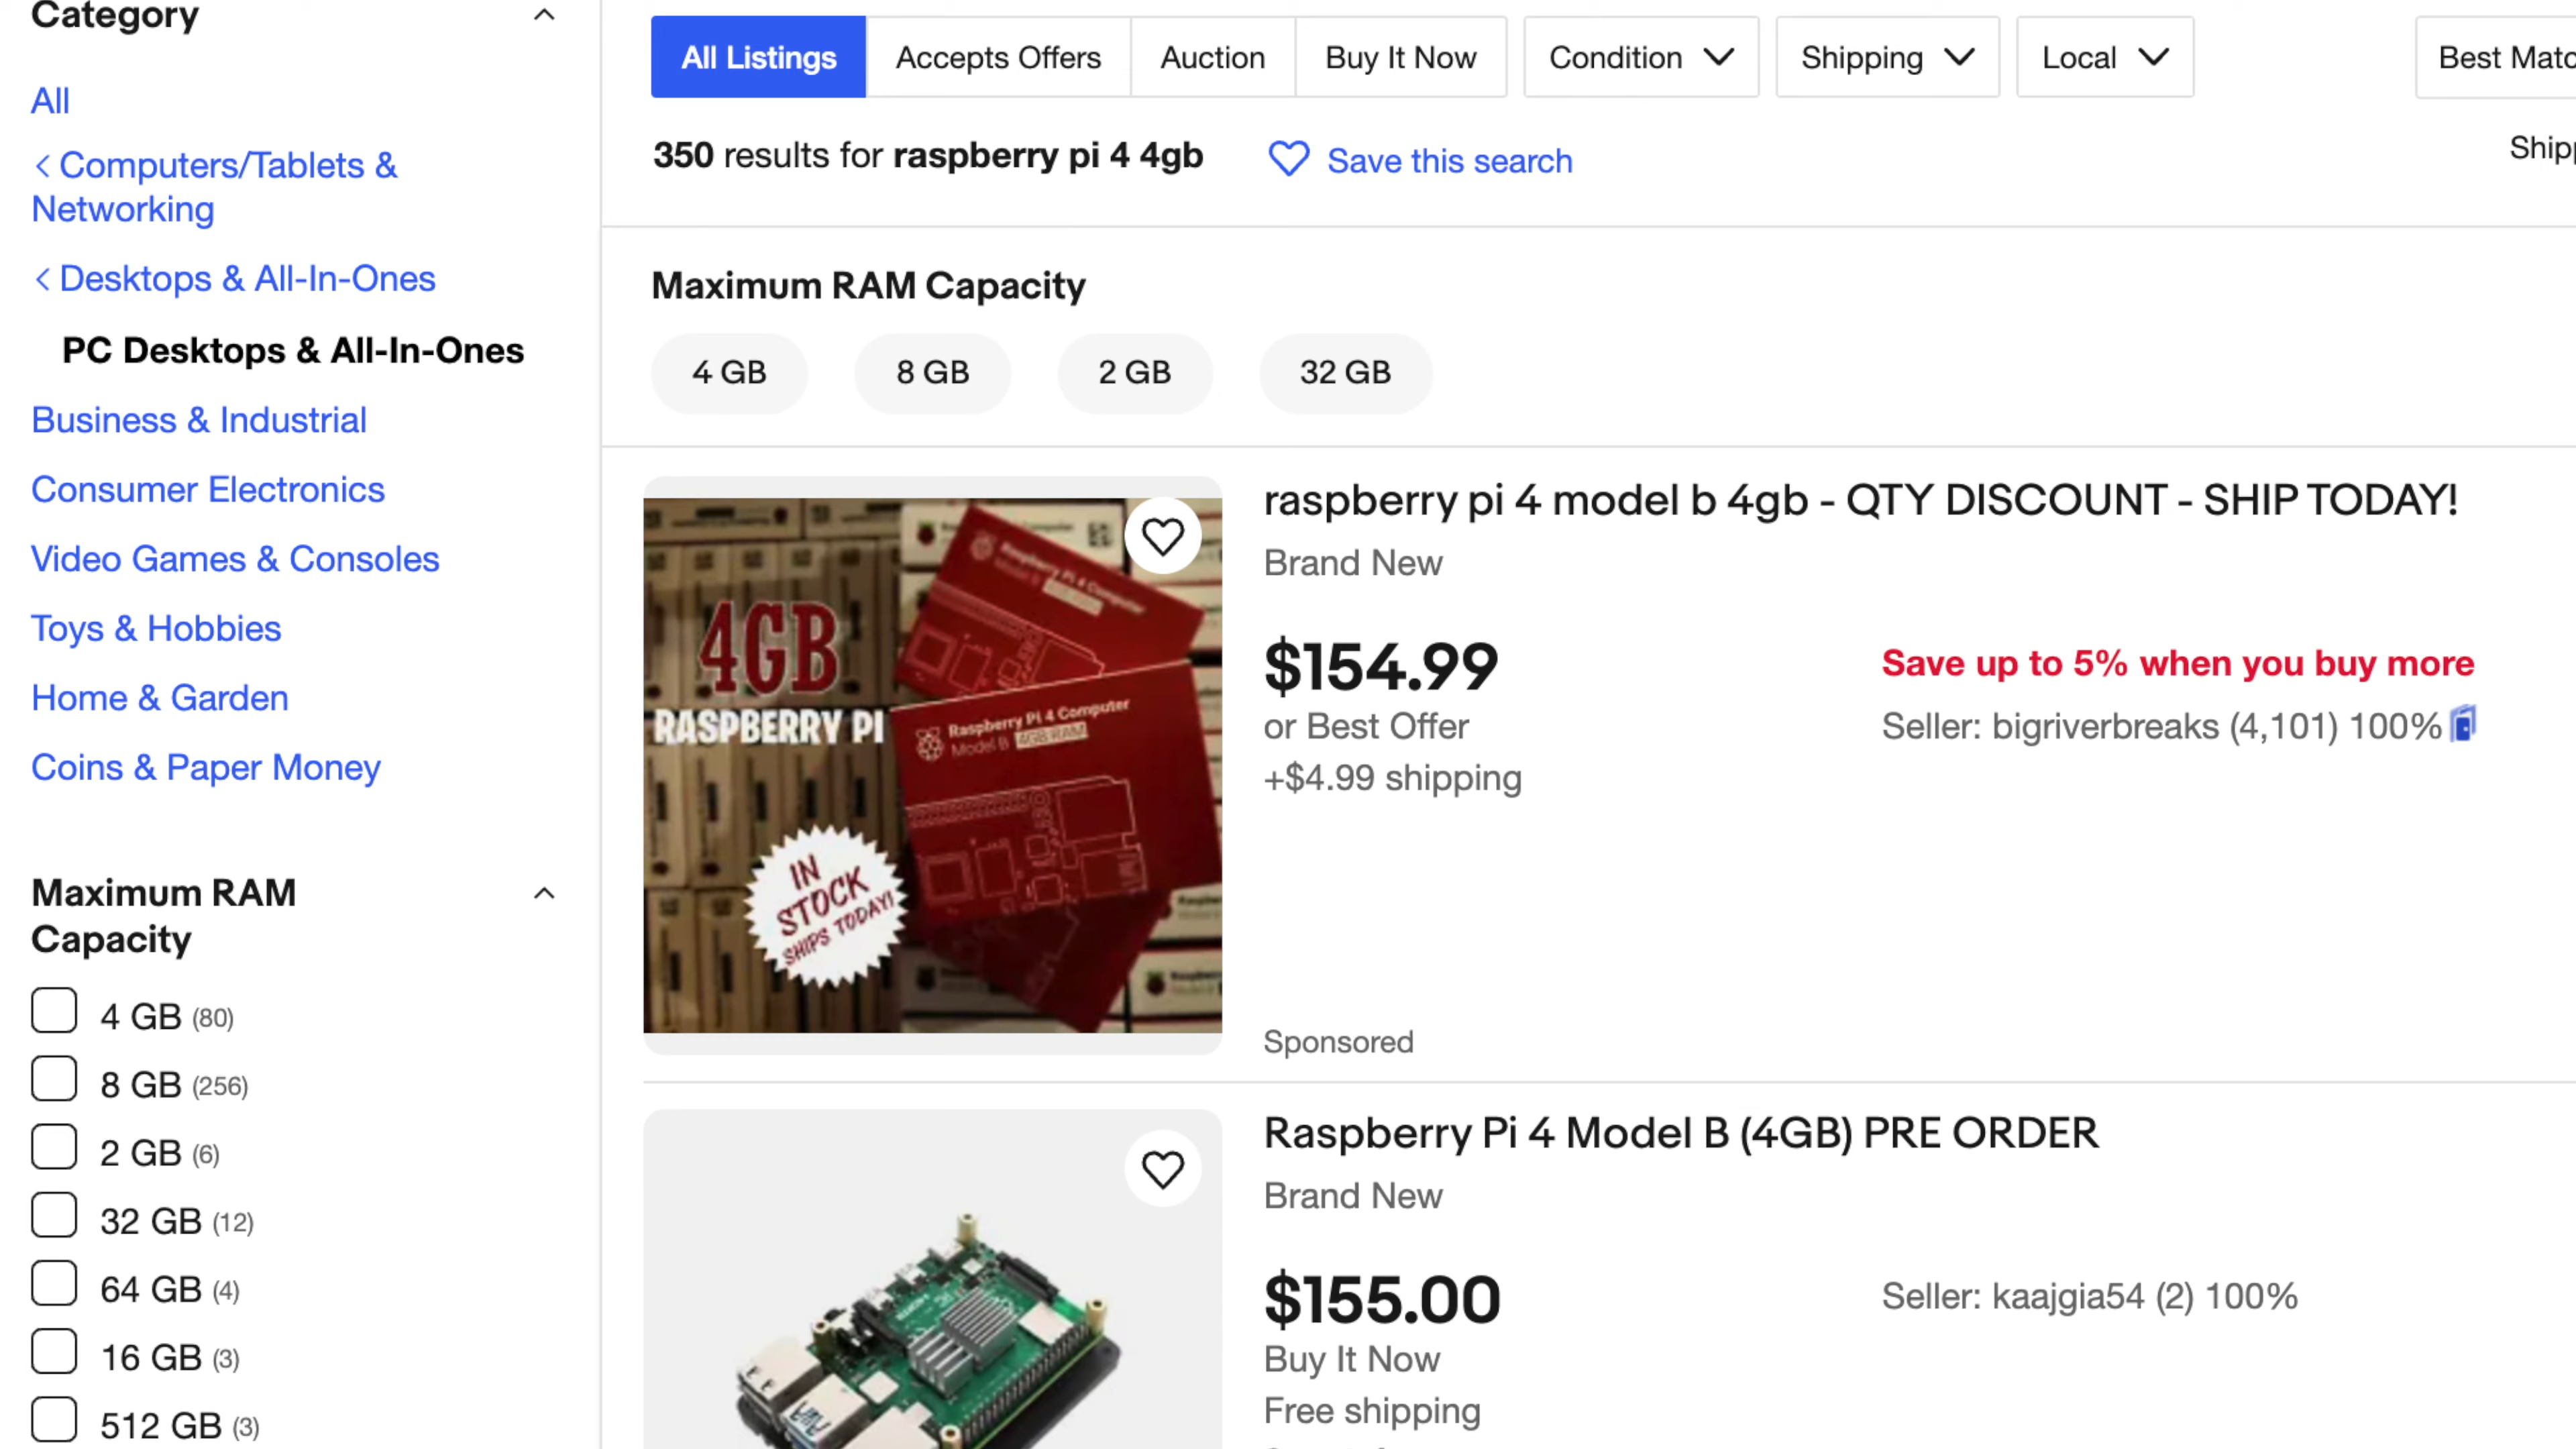 Category
All
Computers/Tablets &
Networking
Desktops & All-In-Ones
PC Desktops & All-In-Ones
Business & Industrial
Consumer Electronics
Video Games & Consoles
Toys & Hobbies
Home & Garden
Coins & Paper Money
Maximum RAM
Capacity
4 GB (80)
8 GB (256)
2 GB (6)
32 GB (12)
64 GB (4)
16 GB (3)
512 GB (3)
All Listings
Accepts Offers
Auction
Buy It Now
Condition
Shipping
Local
Best Matc
350 results for raspberry pi 4 4gb
Save this search
Shipp
Maximum RAM Capacity
4 GB
8 GB
2 GB
32 GB
4GB
RASPBERRY PI
IN
STOCK
SHIPS TODAY!
Raspberry Pi 4 Computer
Model B 4GB RAM
raspberry pi 4 model b 4gb - QTY DISCOUNT - SHIP TODAY!
Brand New
$154.99
or Best Offer
+$4.99 shipping
Save up to 5% when you buy more
Seller: bigriverbreaks (4,101) 100%
Sponsored
Raspberry Pi 4 Model B (4GB) PRE ORDER
Brand New
$155.00
Buy It Now
Free shipping
Seller: kaajgia54 (2) 100%